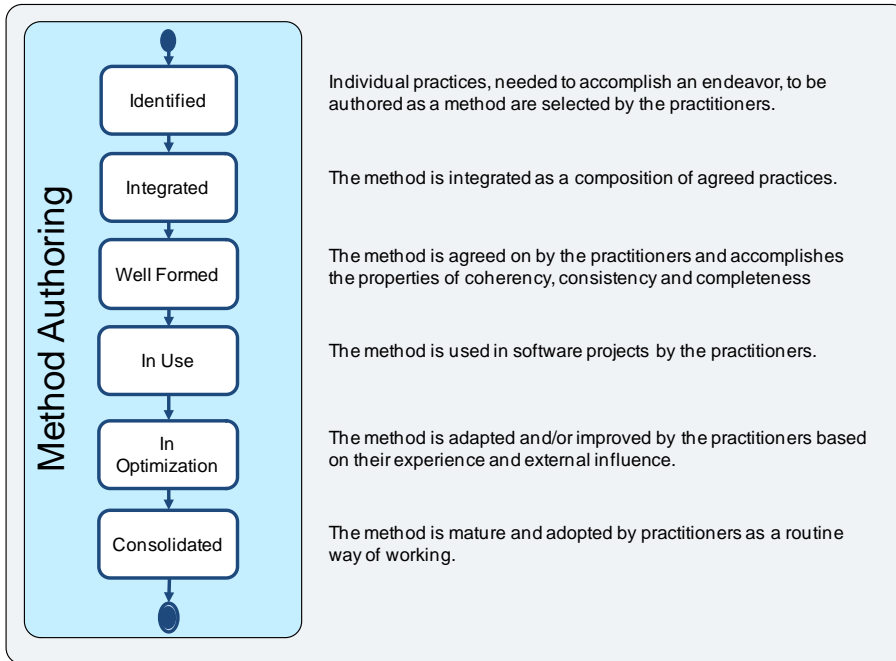 Method Authoring
Identified
Individual practices, needed to accomplish an endeavor, to be
authored as a method are selected by the practitioners.
Integrated
The method is integrated as a composition of agreed practices.
Well Formed
The method is agreed on by the practitioners and accomplishes
the properties of coherency, consistency and completeness
In Use
The method is used in software projects by the practitioners.
In
Optimization
The method is adapted and/or improved by the practitioners based
on their experience and external influence.
Consolidated
The method is mature and adopted by practitioners as a routine
way of working.